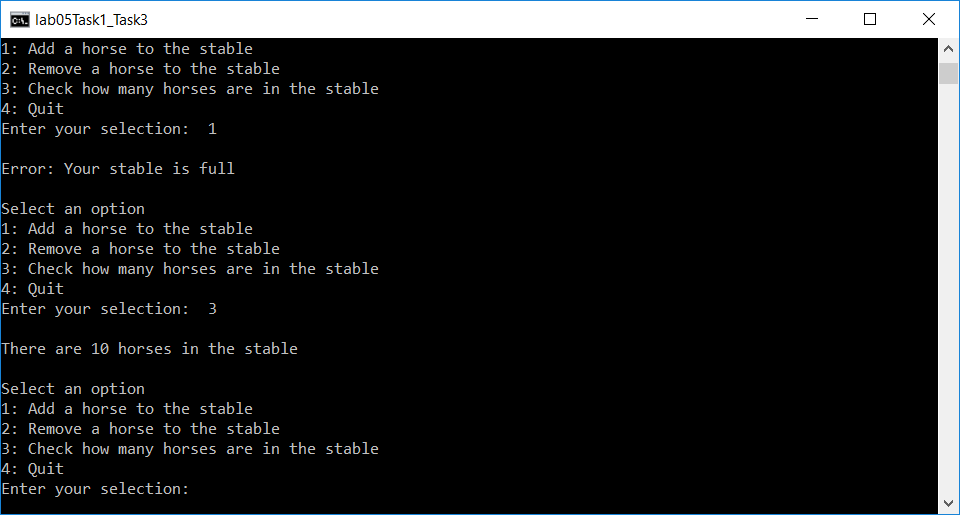 lab05Task1_Task3
1: Add a horse to the stable
2: Remove a horse to the stable
3: Check how many horses are in the stable
4: Quit
Enter your selection:  1
Error: Your stable is full
Select an option
1: Add a horse to the stable
2: Remove a horse to the stable
3: Check how many horses are in the stable
4: Quit
Enter your selection:  3
There are 10 horses in the stable
Select an option
1: Add a horse to the stable
2: Remove a horse to the stable
3: Check how many horses are in the stable
4: Quit
Enter your selection: